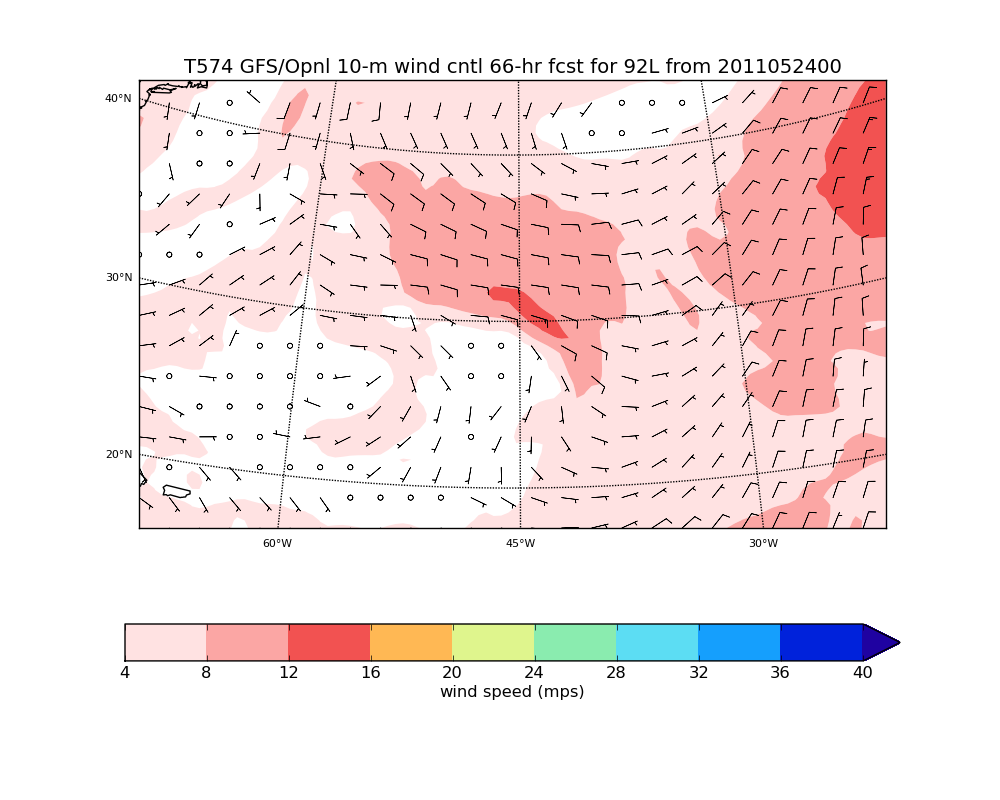 T574 GFS/Opnl 10-m wind cntl 66-hr fcst for 92L from 2011052400
40°N
30°N
20°N
60°W 45°W 30°W
4 8 12 16 20 24 28 32 36 40
wind speed (mps)